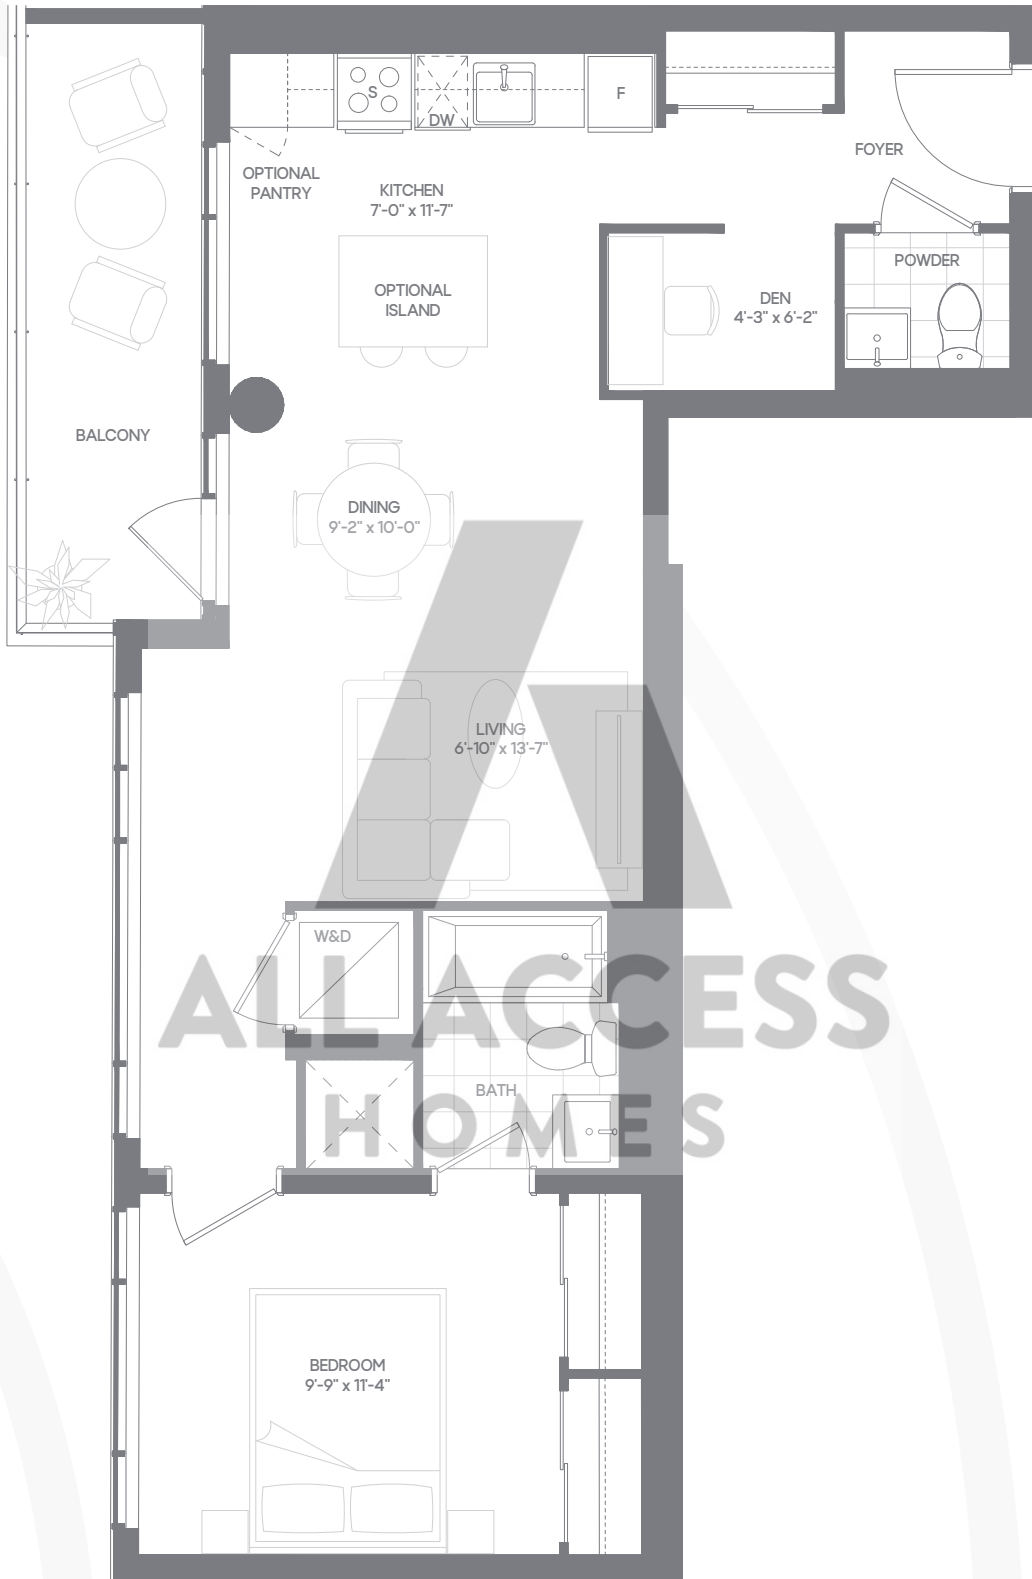 S
DW
F
OPTIONAL
PANTRY
KITCHEN
7'-0" x 11'-7"
FOYER
OPTIONAL
ISLAND
POWDER
DEN
4'-3" x 6'-2"
BALCONY
DINING
9'-2" x 10'-0"
LIVING
6'-10" x 13'-7"
W&D
ALL ACCESS
BATH
HOMES
BEDROOM
9'-9" x 11'-4"